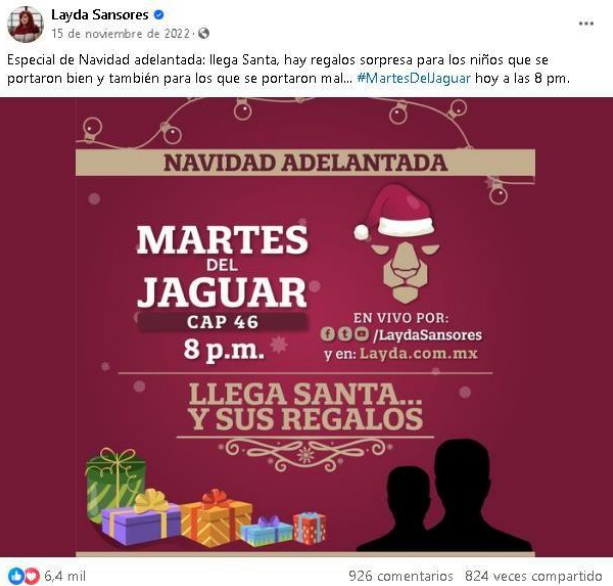 Layda Sansores
15 de noviembre de 2022 ·
Especial de Navidad adelantada: llega Santa, hay regalos sorpresa para los niños que se
portaron bien y también para los que se portaron mal... #MartesDelJaguar hoy a las 8 pm.
NAVIDAD ADELANTADA
MARTES
DEL
JAGUAR
CAP 46
8 p.m.
EN VIVO POR:
/LaydaSansores
y en: Layda.com.mx
LLEGA SANTA...
Y SUS REGALOS
6,4 mil
926 comentarios 824 veces compartido